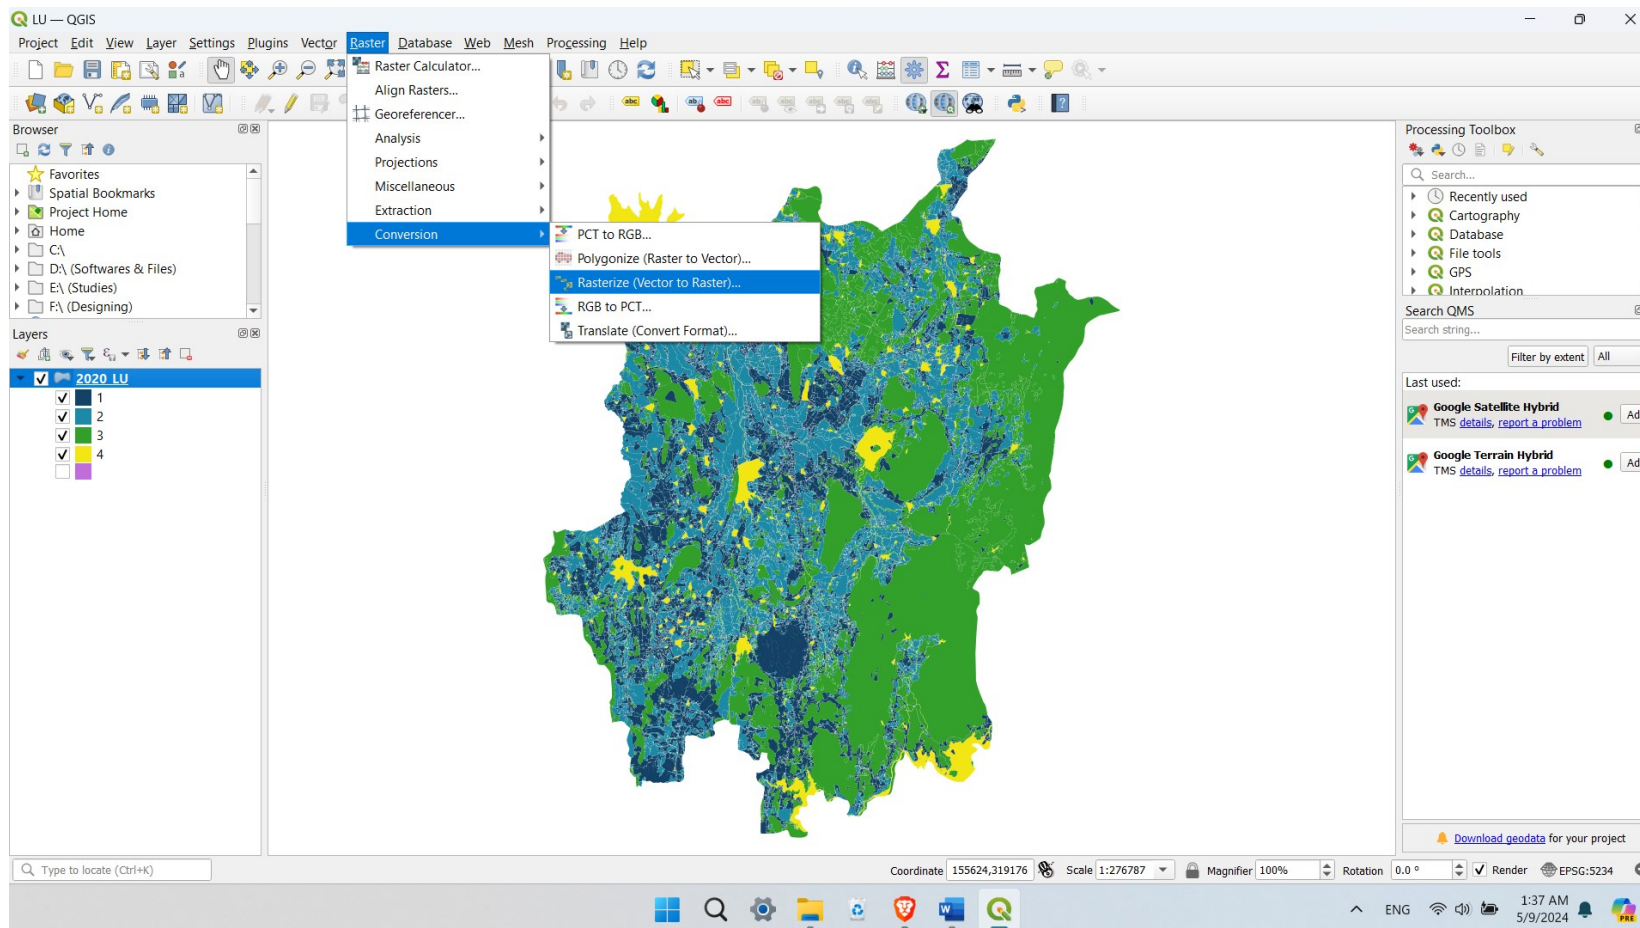 LU — QGIS
Project Edit View Layer Settings Plugins Vector Raster Database Web Mesh Processing Help
Raster Calculator...
Align Rasters...
Georeferencer...
Analysis
Projections
Miscellaneous
Extraction
Conversion
PCT to RGB...
Polygonize (Raster to Vector)...
Rasterize (Vector to Raster)...
RGB to PCT...
Translate (Convert Format)...
Browser
Favorites
Spatial Bookmarks
Project Home
Home
C:\
D:\ (Softwares & Files)
E:\ (Studies)
F:\ (Designing)
Layers
2020_LU
1
2
3
4
Processing Toolbox
Search...
Recently used
Cartography
Database
File tools
GPS
Interpolation
Search QMS
Search string...
Filter by extent All
Last used:
Google Satellite Hybrid
TMS details, report a problem
Ad
Google Terrain Hybrid
TMS details, report a problem
Ad
Download geodata for your project
Type to locate (Ctrl+K)
Coordinate 155624,319176 Scale 1:276787 Magnifier 100% Rotation 0.0 ° Render EPSG:5234
ENG
1:37 AM
5/9/2024
PRE